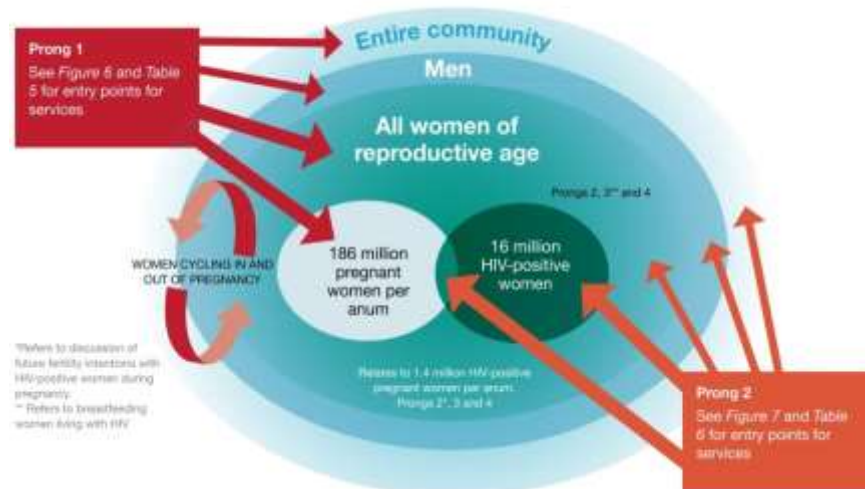 Entire community
Men
Prong 1
See Figure 6 and Table
5 for entry points for
services
All women of
reproductive age
Prongs 2, 3** and 4
186 million
pregnant
women per
anum
16 million
HIV-positive
women
WOMEN CYCLING IN AND
OUT OF PREGNANCY
*Refers to discussion of
future fertility intentions with
HIV-positive women during
pregnancy.
** Refers to breastfeeding
women living with HIV
Relates to 1.4 million HIV-positive
pregnant women per anum.
Prongs 2*, 3 and 4
Prong 2
See Figure 7 and Table
6 for entry points for
services